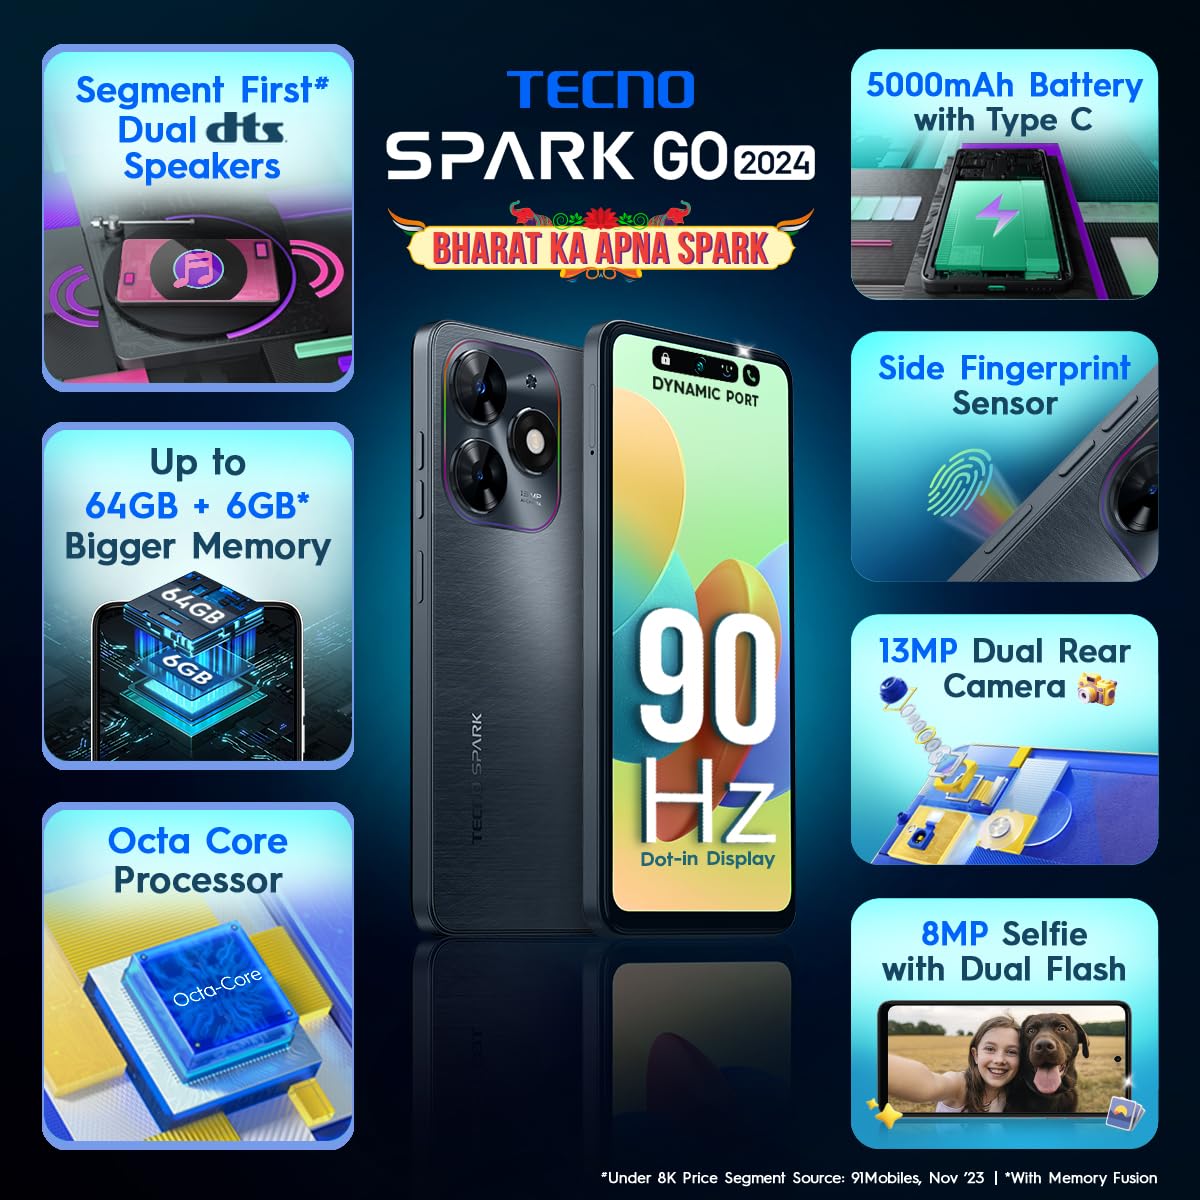 TECNO
SPARK GO 2024
BHARAT KA APNA SPARK
Segment First#
Dual dts
Speakers
Up to
64GB + 6GB*
Bigger Memory
64GB
6GB
Octa Core
Processor
Octa-Core
DYNAMIC PORT
90
Hz
Dot-in Display
TECNO SPARK
5000mAh Battery
with Type C
Side Fingerprint
Sensor
13MP Dual Rear
Camera
8MP Selfie
with Dual Flash
#Under 8K Price Segment Source: 91Mobiles, Nov '23 | *With Memory Fusion